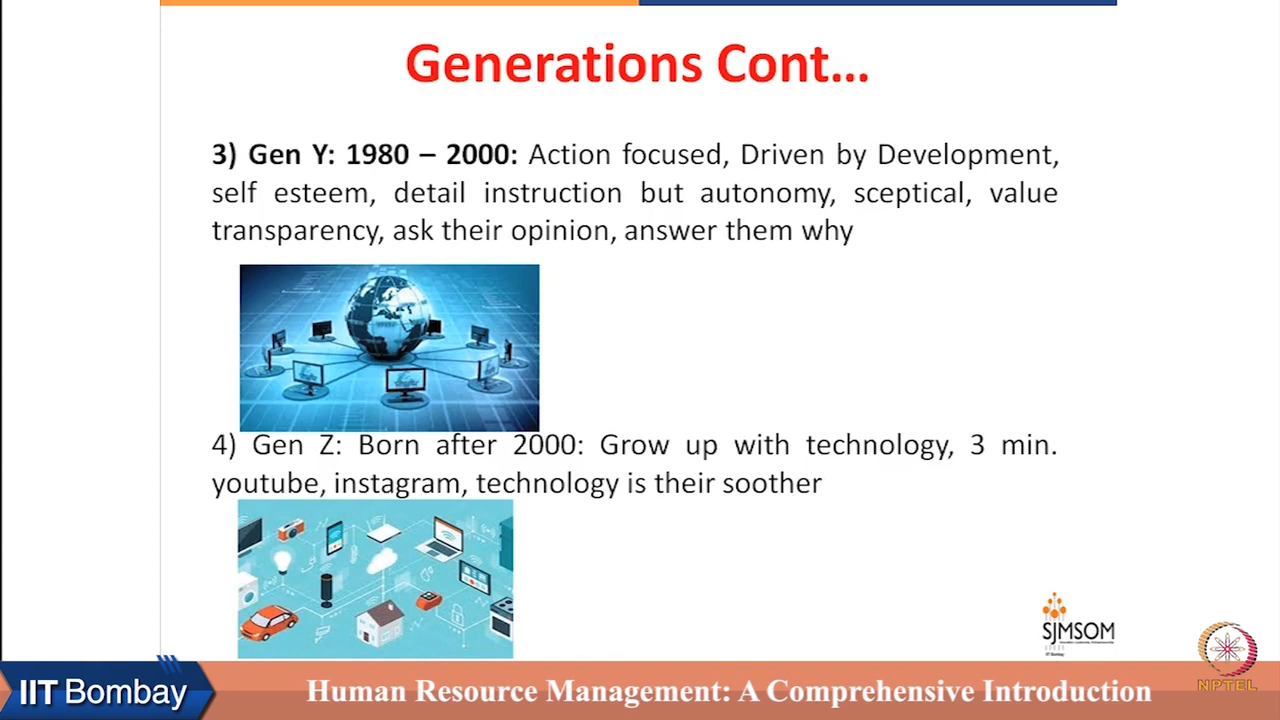 Generations Cont...
3) Gen Y: 1980 – 2000: Action focused, Driven by Development,
self esteem, detail instruction but autonomy, sceptical, value
transparency, ask their opinion, answer them why
4) Gen Z: Born after 2000: Grow up with technology, 3 min.
youtube, instagram, technology is their soother
SJMSOM
IIT Bombay
NPTEL
IIT Bombay
Human Resource Management: A Comprehensive Introduction